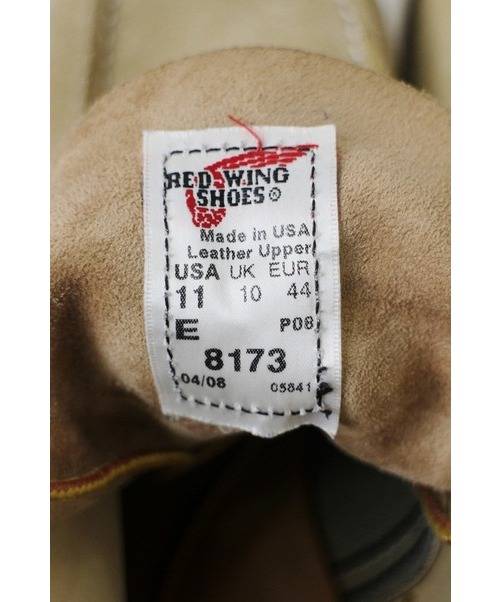 RED WING
SHOES®
Made in USA
Leather Upper
USA UK EUR
11 10 44
E P08
8173
04/08 05841